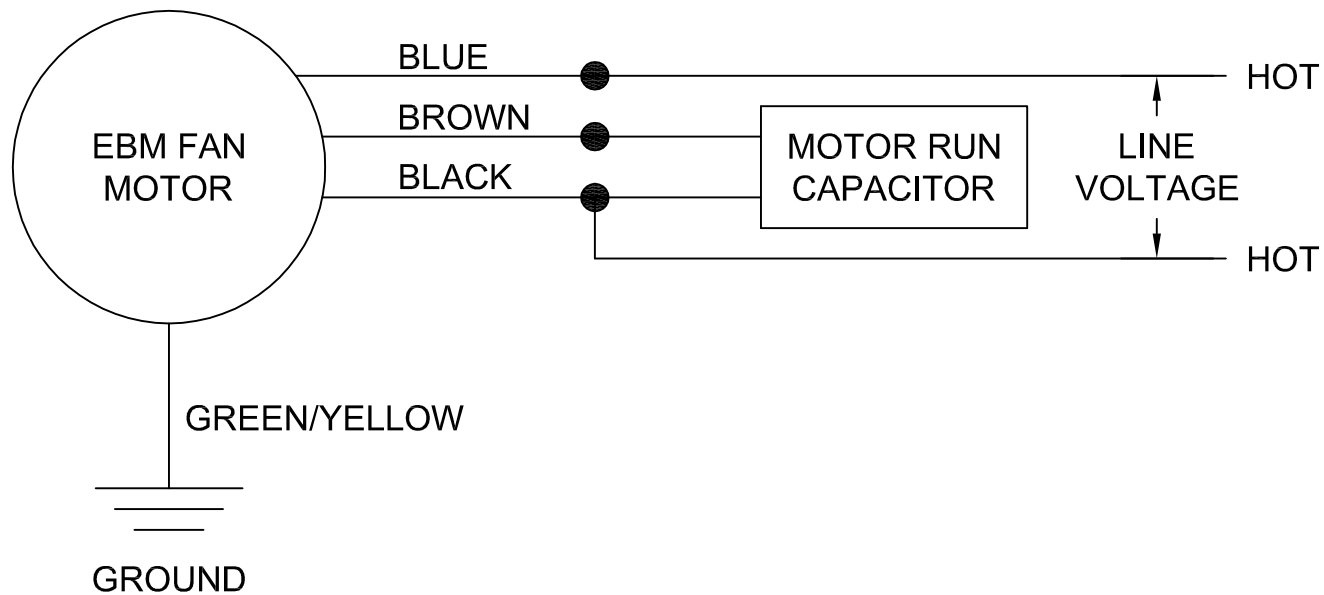 BLUE
HOT
BROWN
EBM FAN
MOTOR
MOTOR RUN
CAPACITOR
LINE
VOLTAGE
BLACK
HOT
GREEN/YELLOW
GROUND